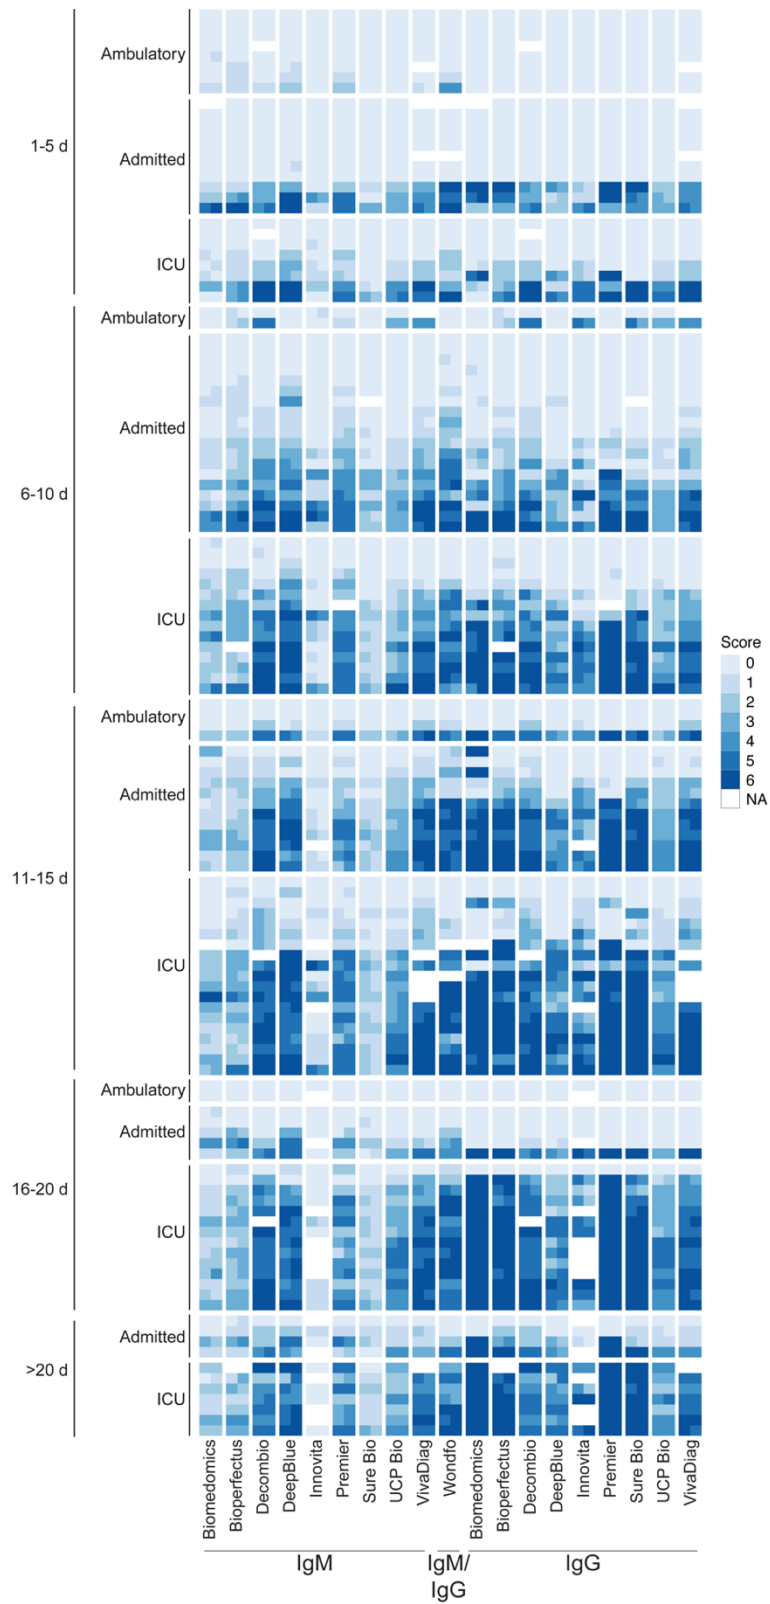 Ambulatory
1-5 d
Admitted
ICU
Ambulatory
Admitted
6-10 d
ICU
Ambulatory
Admitted
11-15 d
ICU
Ambulatory
Admitted
16-20 d
ICU
Admitted
>20 d
ICU
Score
0
1
2
3
4
5
6
NA
Biomedomics
Bioperfectus
Decombio
DeepBlue
Innovita
Premier
Sure Bio
UCP Bio
VivaDiag
Wondfo
Biomedomics
Bioperfectus
Decombio
DeepBlue
Innovita
Premier
Sure Bio
UCP Bio
VivaDiag
IgM
IgM/
IgG
IgG